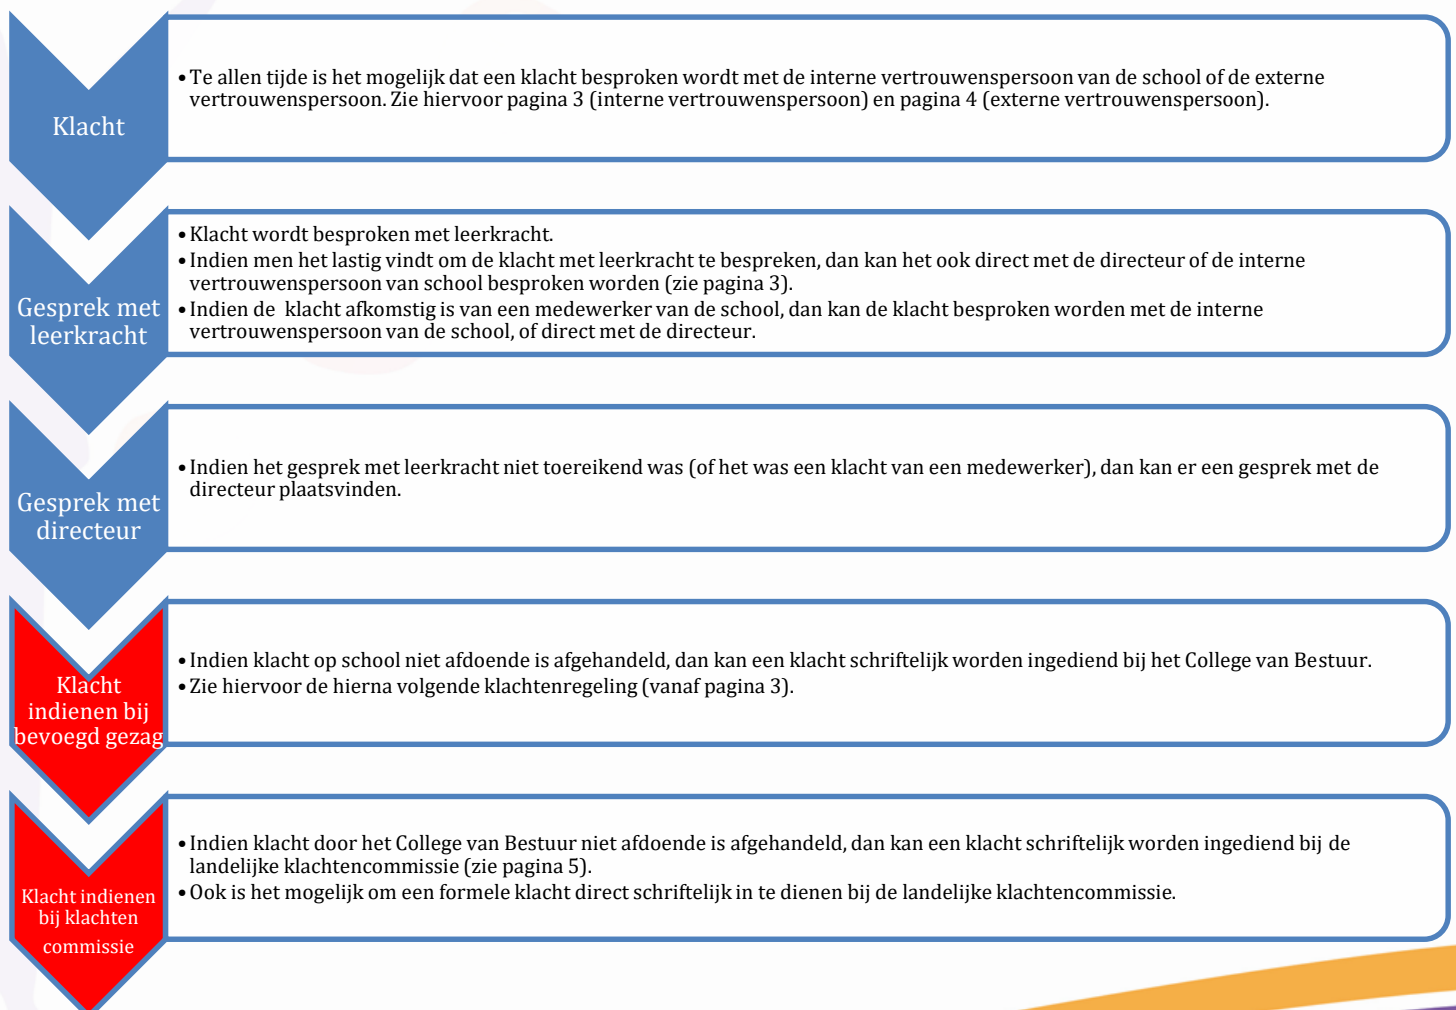 Klacht
•Te allen tijde is het mogelijk dat een klacht besproken wordt met de interne vertrouwenspersoon van de school of de externe
vertrouwenspersoon. Zie hiervoor pagina 3 (interne vertrouwenspersoon) en pagina 4 (externe vertrouwenspersoon).
Gesprek met
leerkracht
•Klacht wordt besproken met leerkracht.
•Indien men het lastig vindt om de klacht met leerkracht te bespreken, dan kan het ook direct met de directeur of de interne
vertrouwenspersoon van school besproken worden (zie pagina 3).
•Indien de klacht afkomstig is van een medewerker van de school, dan kan de klacht besproken worden met de interne
vertrouwenspersoon van de school, of direct met de directeur.
Gesprek met
directeur
•Indien het gesprek met leerkracht niet toereikend was (of het was een klacht van een medewerker), dan kan er een gesprek met de
directeur plaatsvinden.
Klacht
indienen bij
bevoegd gezag
•Indien klacht op school niet afdoende is afgehandeld, dan kan een klacht schriftelijk worden ingediend bij het College van Bestuur.
•Zie hiervoor de hierna volgende klachtenregeling (vanaf pagina 3).
Klacht indienen
bij klachten
commissie
•Indien klacht door het College van Bestuur niet afdoende is afgehandeld, dan kan een klacht schriftelijk worden ingediend bij de
landelijke klachtencommissie (zie pagina 5).
•Ook is het mogelijk om een formele klacht direct schriftelijk in te dienen bij de landelijke klachtencommissie.